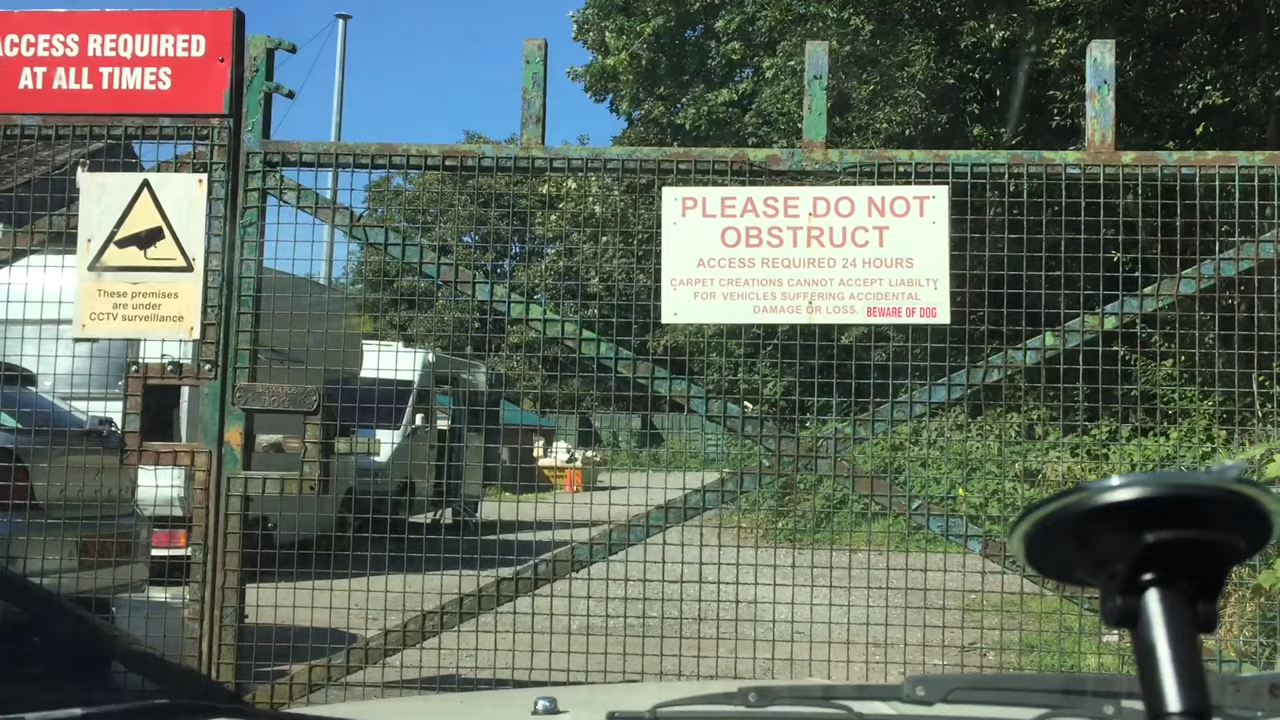 ACCESS REQUIRED
AT ALL TIMES
These premises
are under
CCTV surveillance
PLEASE DO NOT
OBSTRUCT
ACCESS REQUIRED 24 HOURS
CARPET CREATIONS CANNOT ACCEPT LIABILTY
FOR VEHICLES SUFFERING ACCIDENTAL
DAMAGE OR LOSS. BEWARE OF DOG
DOG